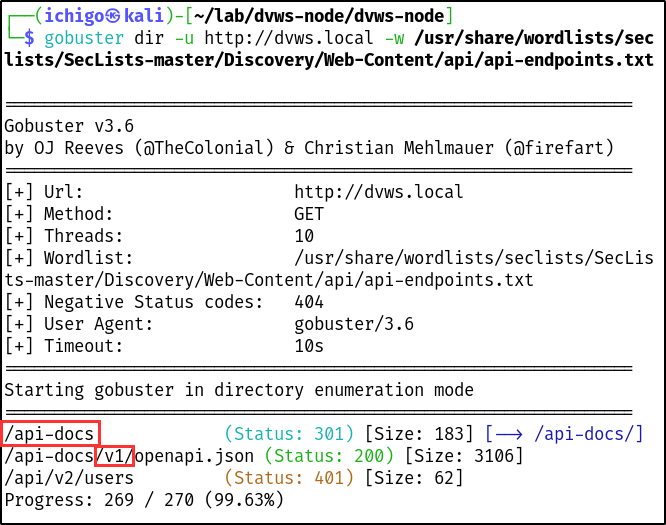 ┌──(ichigo㉿kali)-[~/lab/dvws-node/dvws-node]
└─$ gobuster dir -u http://dvws.local -w /usr/share/wordlists/sec
lists/SecLists-master/Discovery/Web-Content/api/api-endpoints.txt
===============================================================
Gobuster v3.6
by OJ Reeves (@TheColonial) & Christian Mehlmauer (@firefart)
===============================================================
[+] Url:                     http://dvws.local
[+] Method:                  GET
[+] Threads:                 10
[+] Wordlist:                /usr/share/wordlists/seclists/SecLis
ts-master/Discovery/Web-Content/api/api-endpoints.txt
[+] Negative Status codes:   404
[+] User Agent:              gobuster/3.6
[+] Timeout:                 10s
===============================================================
Starting gobuster in directory enumeration mode
===============================================================
/api-docs             (Status: 301) [Size: 183] [--> /api-docs/]
/api-docs/v1/openapi.json (Status: 200) [Size: 3106]
/api/v2/users         (Status: 401) [Size: 62]
Progress: 269 / 270 (99.63%)